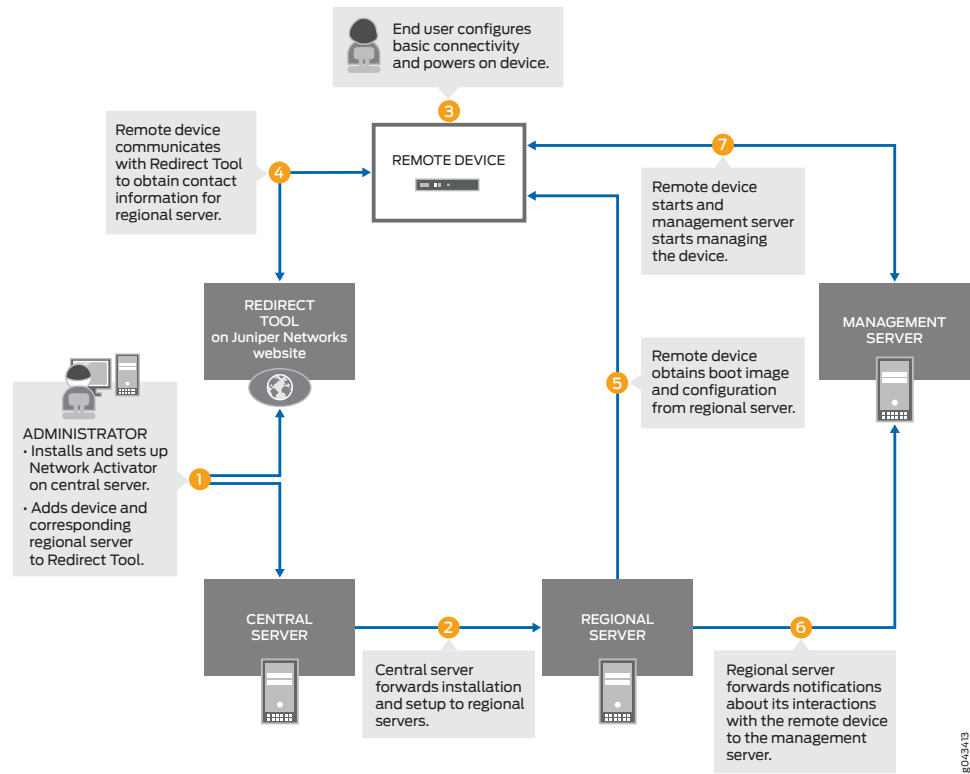 End user configures
basic connectivity
and powers on device.
3
Remote device
communicates
with Redirect Tool
to obtain contact
information for
regional server.
4
REMOTE DEVICE
7
Remote device
starts and
management server
starts managing
the device.
REDIRECT
TOOL
on Juniper Networks
website
MANAGEMENT
SERVER
5
Remote device
obtains boot image
and configuration
from regional server.
ADMINISTRATOR
• Installs and sets up
Network Activator
on central server.
• Adds device and
corresponding
regional server
to Redirect Tool.
1
CENTRAL
SERVER
2
Central server
forwards installation
and setup to regional
servers.
REGIONAL
SERVER
6
Regional server
forwards notifications
about its interactions
with the remote device
to the management
server.
g043413